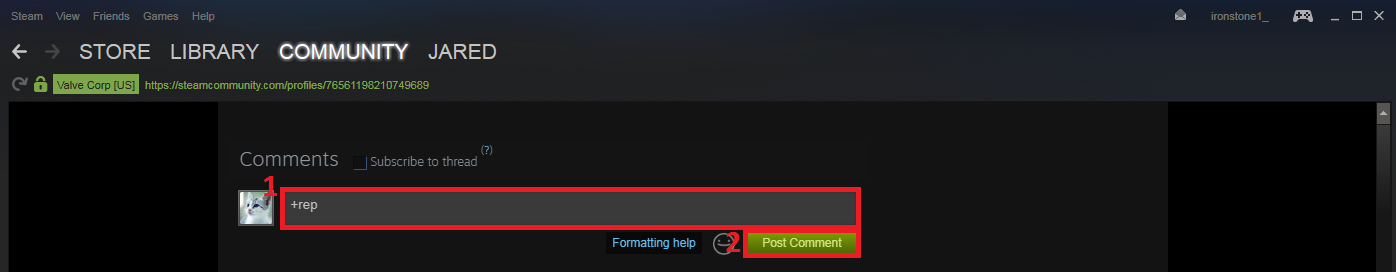 Steam View Friends Games Help ironstone1_
STORE LIBRARY COMMUNITY JARED
Valve Corp [US] https://steamcommunity.com/profiles/76561198210749689
Comments Subscribe to thread (?)
1
+rep
Formatting help 2 Post Comment